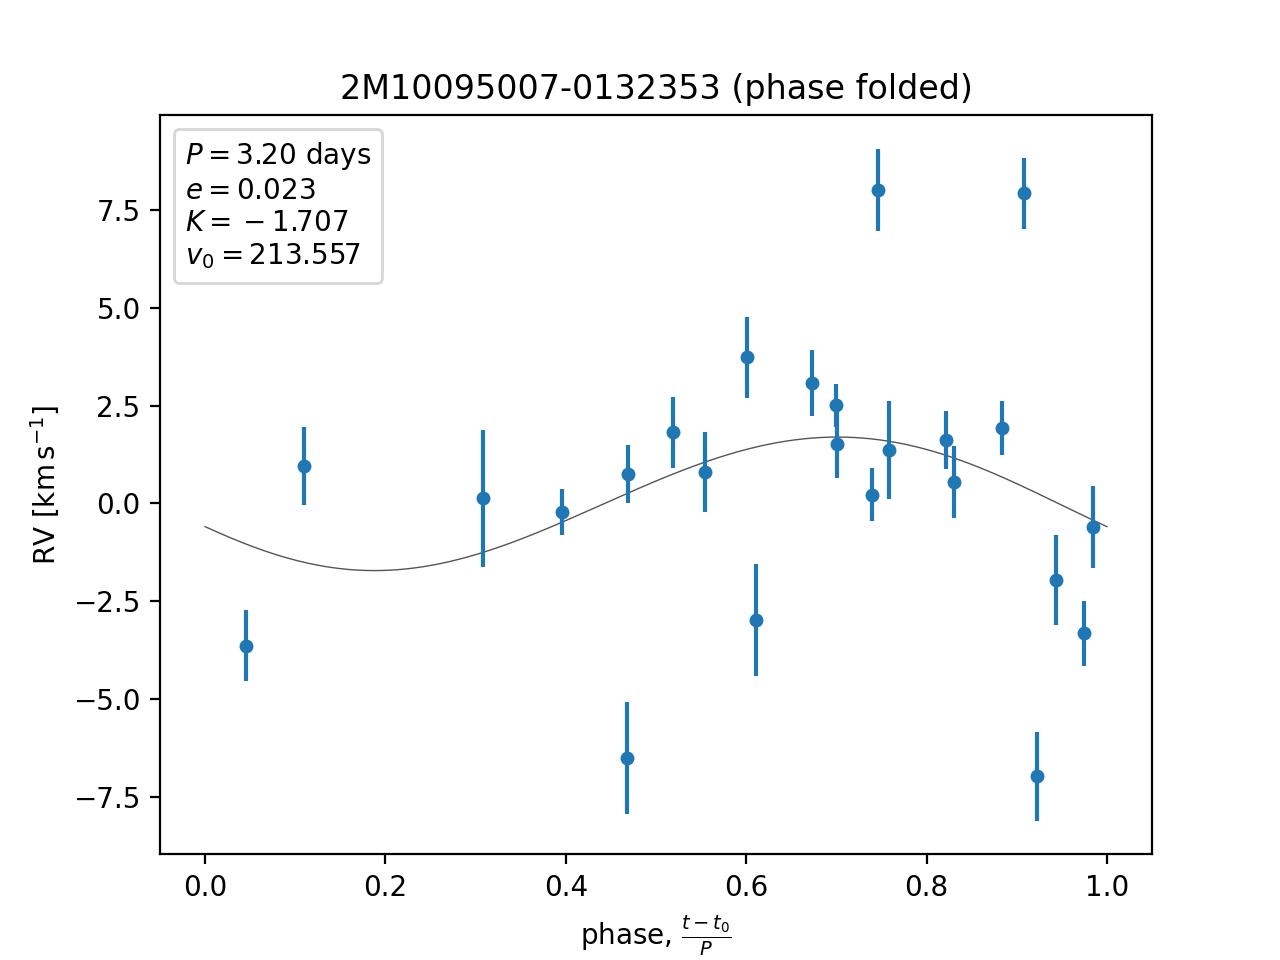 2M10095007-0132353 (phase folded)
P = 3.20 days
e = 0.023
K = −1.707
v₀ = 213.557
RV [km s⁻¹]
7.5
5.0
2.5
0.0
−2.5
−5.0
−7.5
0.0 0.2 0.4 0.6 0.8 1.0
phase, (t − t₀)/P